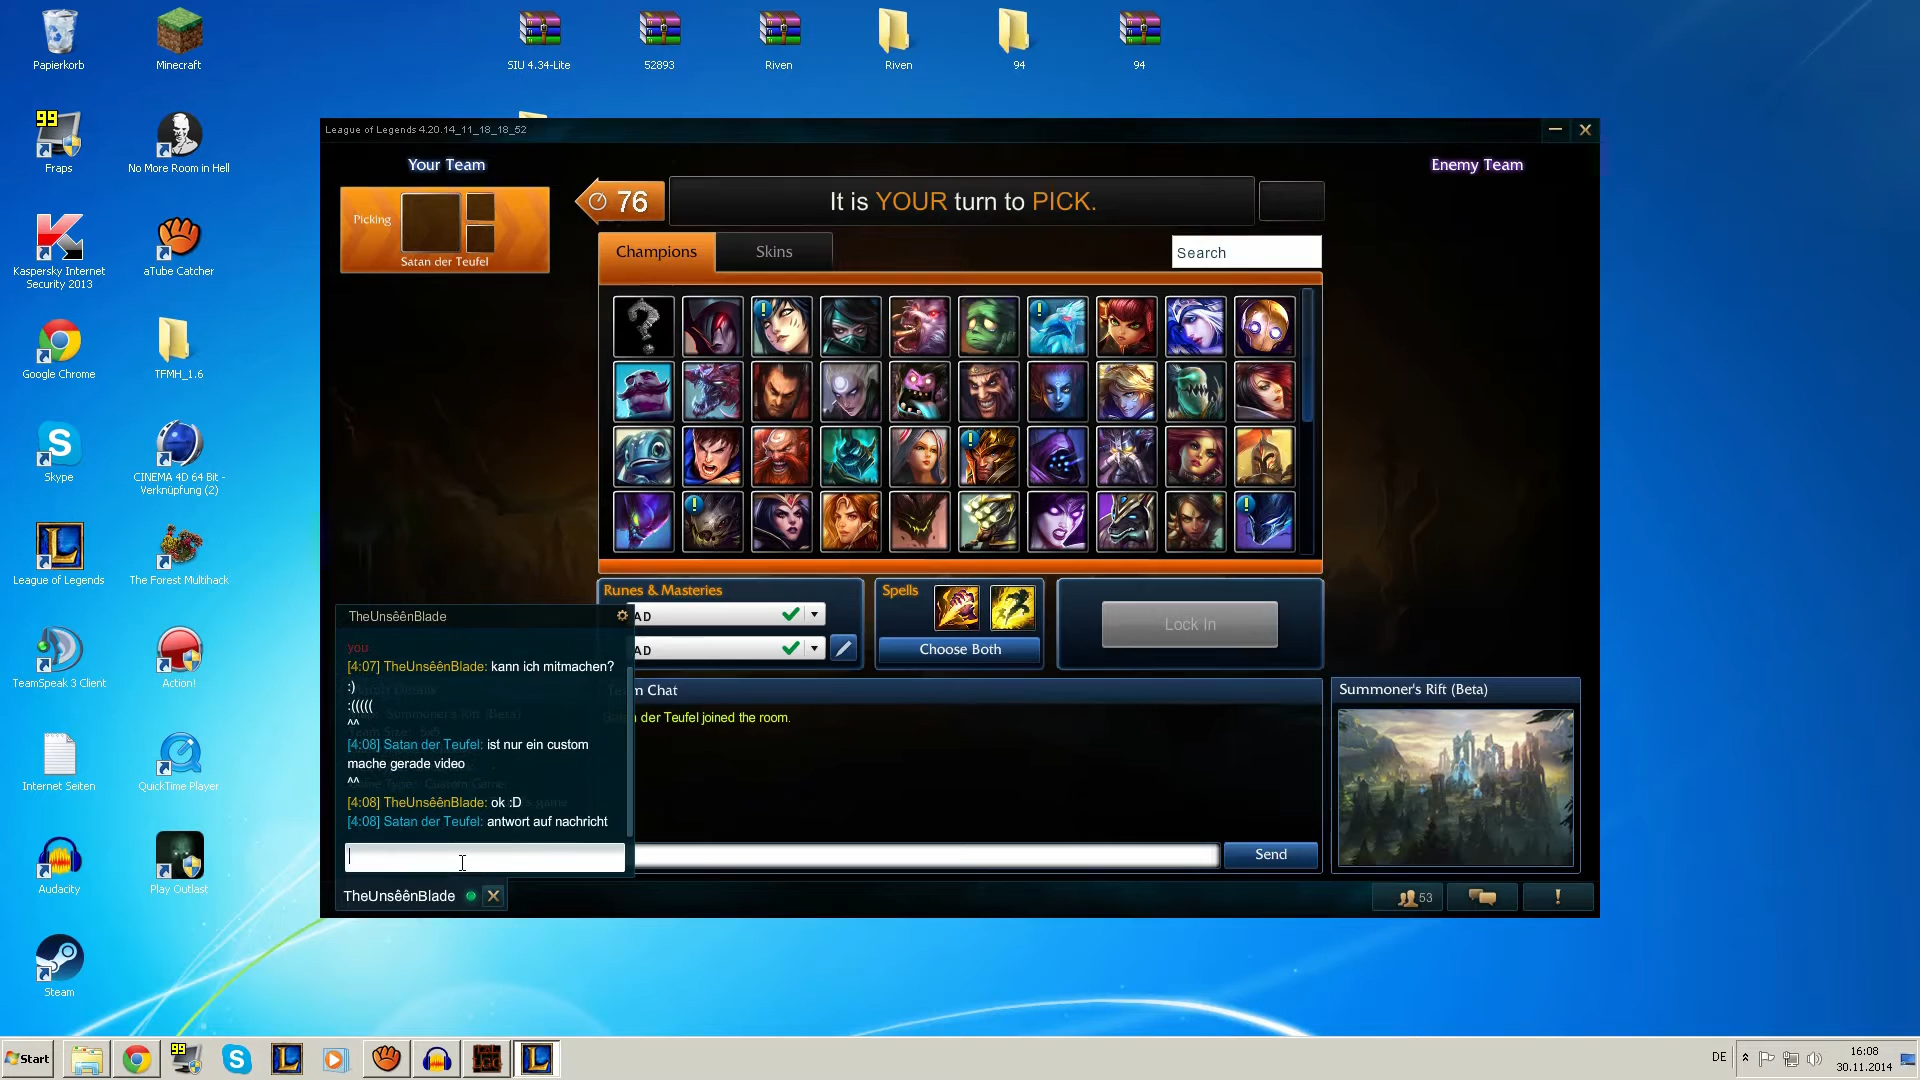 Papierkorb
Minecraft
SIU 4.34-Lite
52893
Riven
Riven
94
94
99
Fraps
No More Room in Hell
Kaspersky Internet
Security 2013
aTube Catcher
Google Chrome
TFMH_1.6
Skype
CINEMA 4D 64 Bit -
Verknüpfung (2)
League of Legends
The Forest Multihack
TeamSpeak 3 Client
Action!
Internet Seiten
QuickTime Player
Audacity
Play Outlast
Steam
League of Legends 4.20.14_11_18_18_52
Your Team
Enemy Team
Picking
Satan der Teufel
76
It is YOUR turn to PICK.
Champions
Skins
Search
Runes & Masteries
AD
AD
Spells
Choose Both
Lock In
TheUnsêênBlade
you
[4:07] TheUnsêênBlade: kann ich mitmachen?
:)
:(((((
^^
[4:08] Satan der Teufel: ist nur ein custom
mache gerade video
^^
[4:08] TheUnsêênBlade: ok :D
[4:08] Satan der Teufel: antwort auf nachricht
m Chat
der Teufel joined the room.
Send
Summoner's Rift (Beta)
TheUnsêênBlade
53
Start
99
DE
16:08
30.11.2014